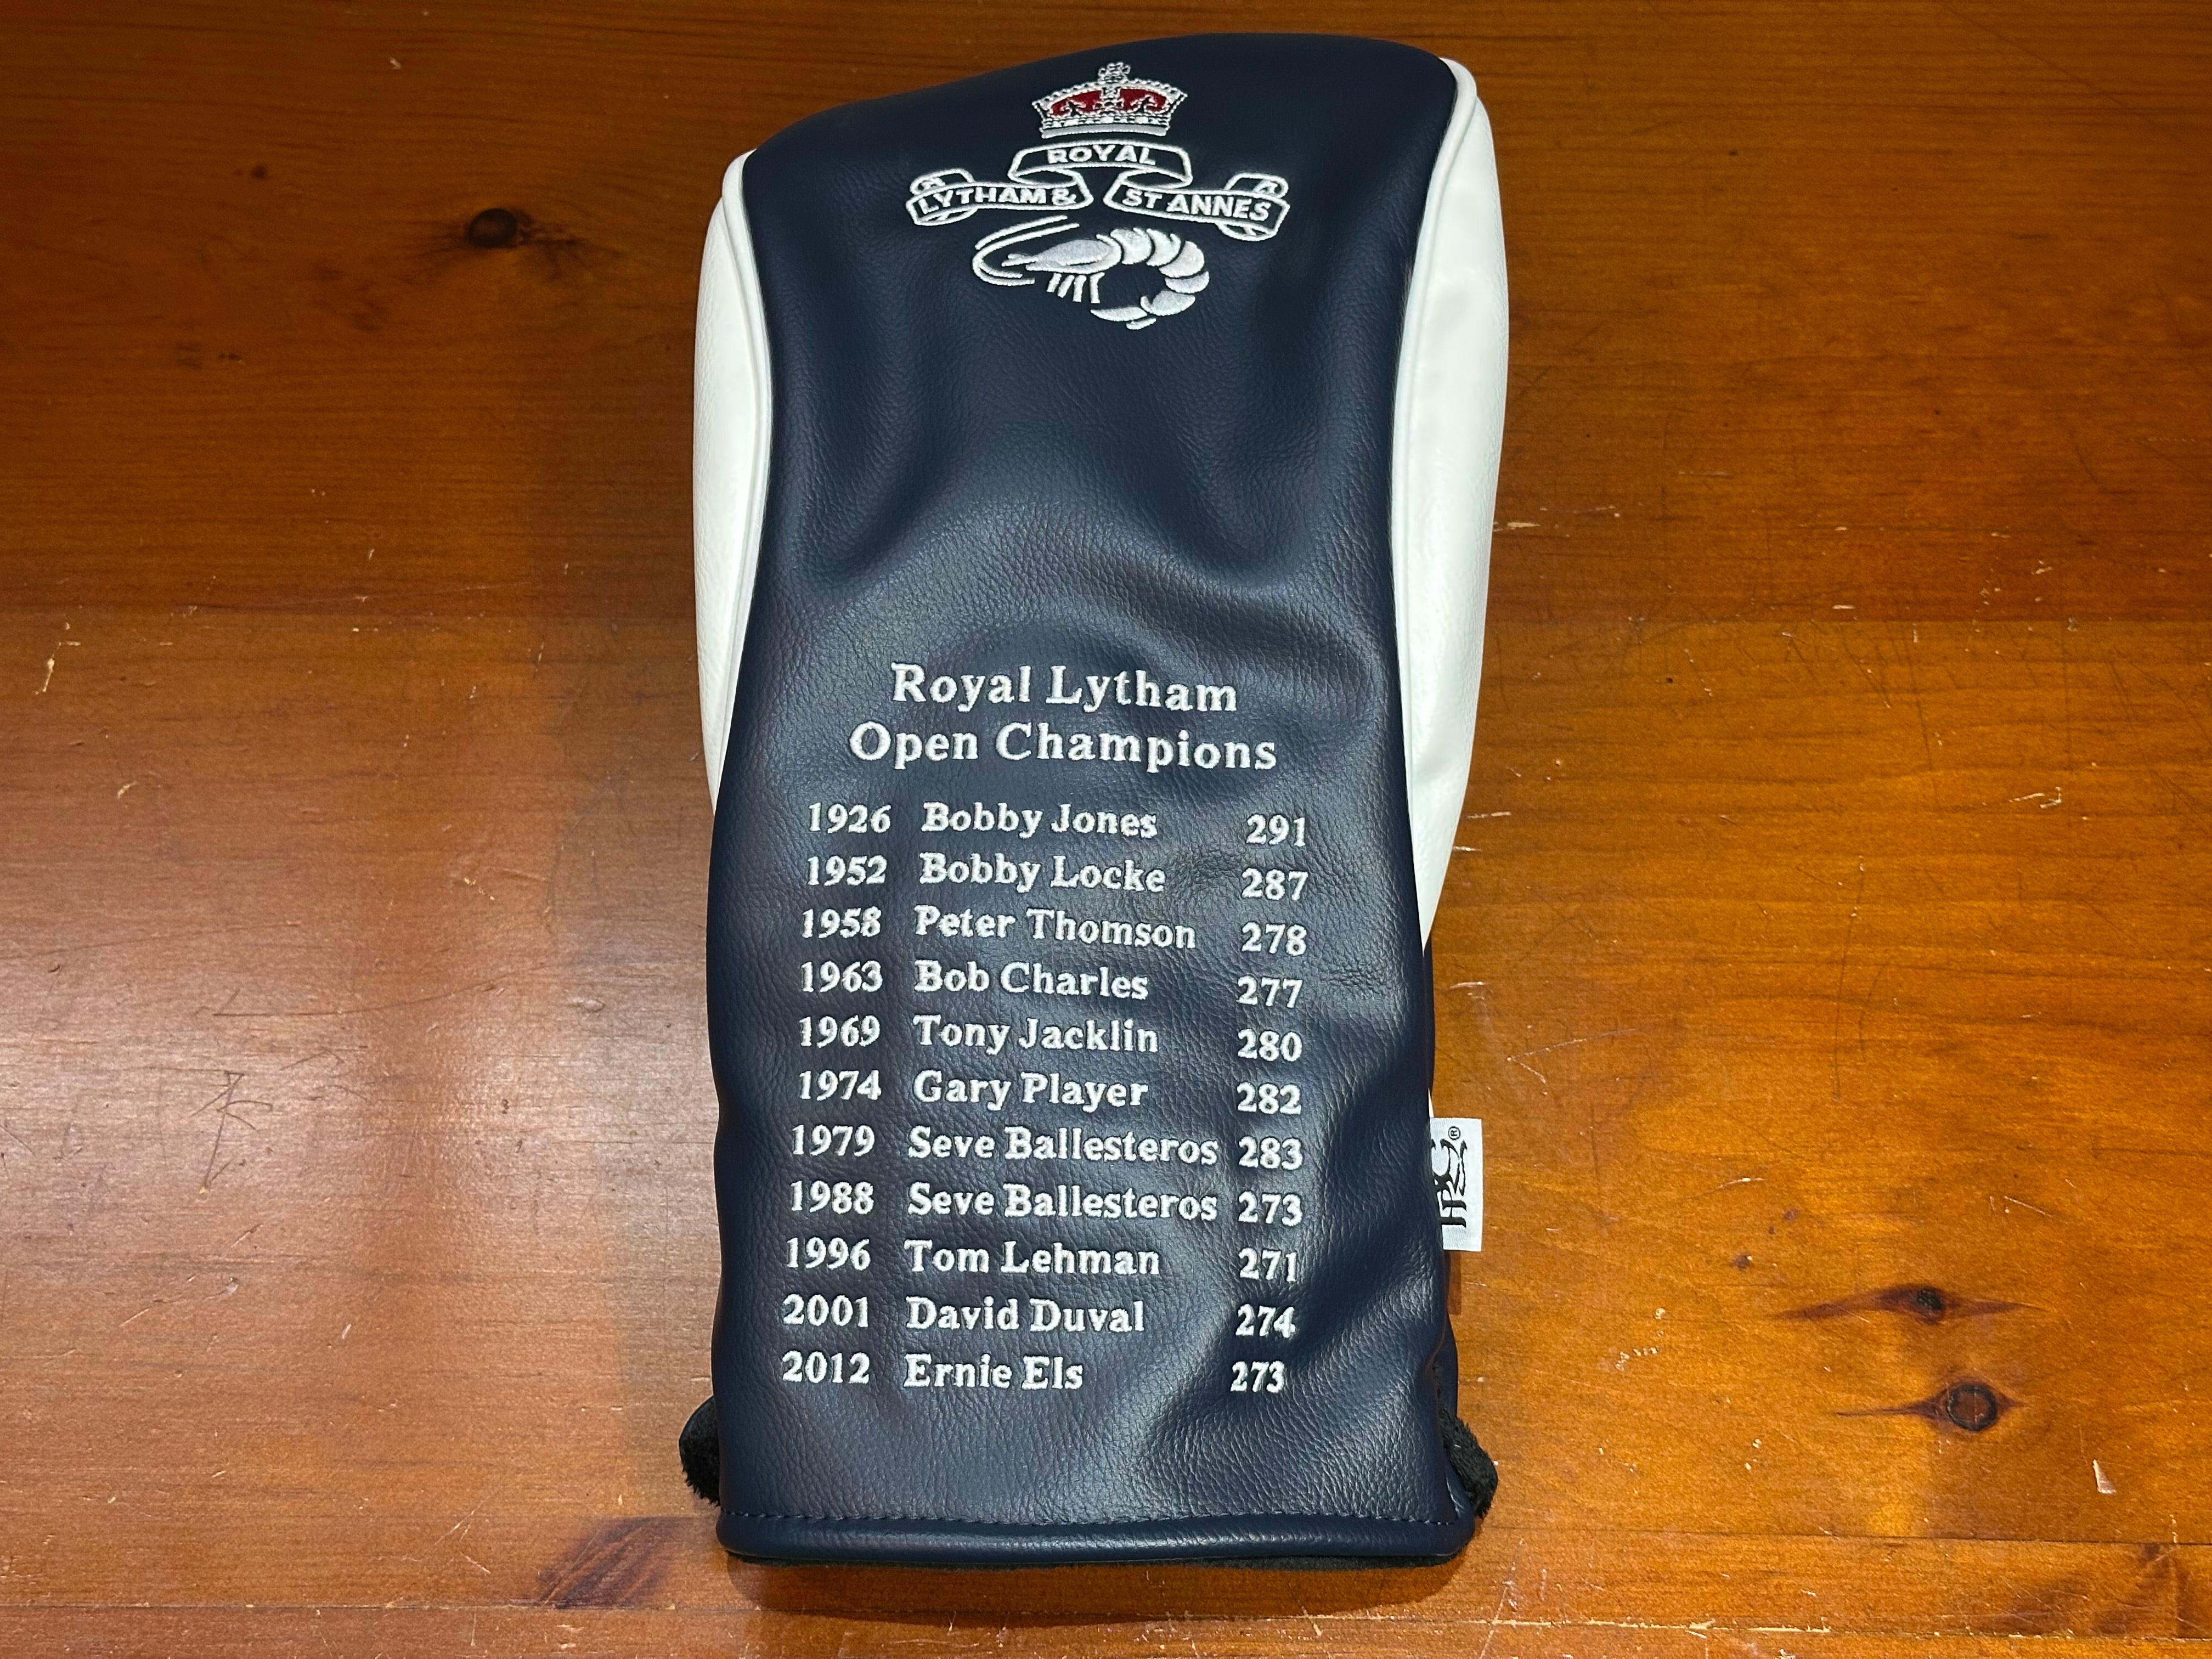 ROYAL
LYTHAM & ST ANNES
Royal Lytham
Open Champions
1926 Bobby Jones 291
1952 Bobby Locke 287
1958 Peter Thomson 278
1963 Bob Charles 277
1969 Tony Jacklin 280
1974 Gary Player 282
1979 Seve Ballesteros 283
1988 Seve Ballesteros 273
1996 Tom Lehman 271
2001 David Duval 274
2012 Ernie Els 273